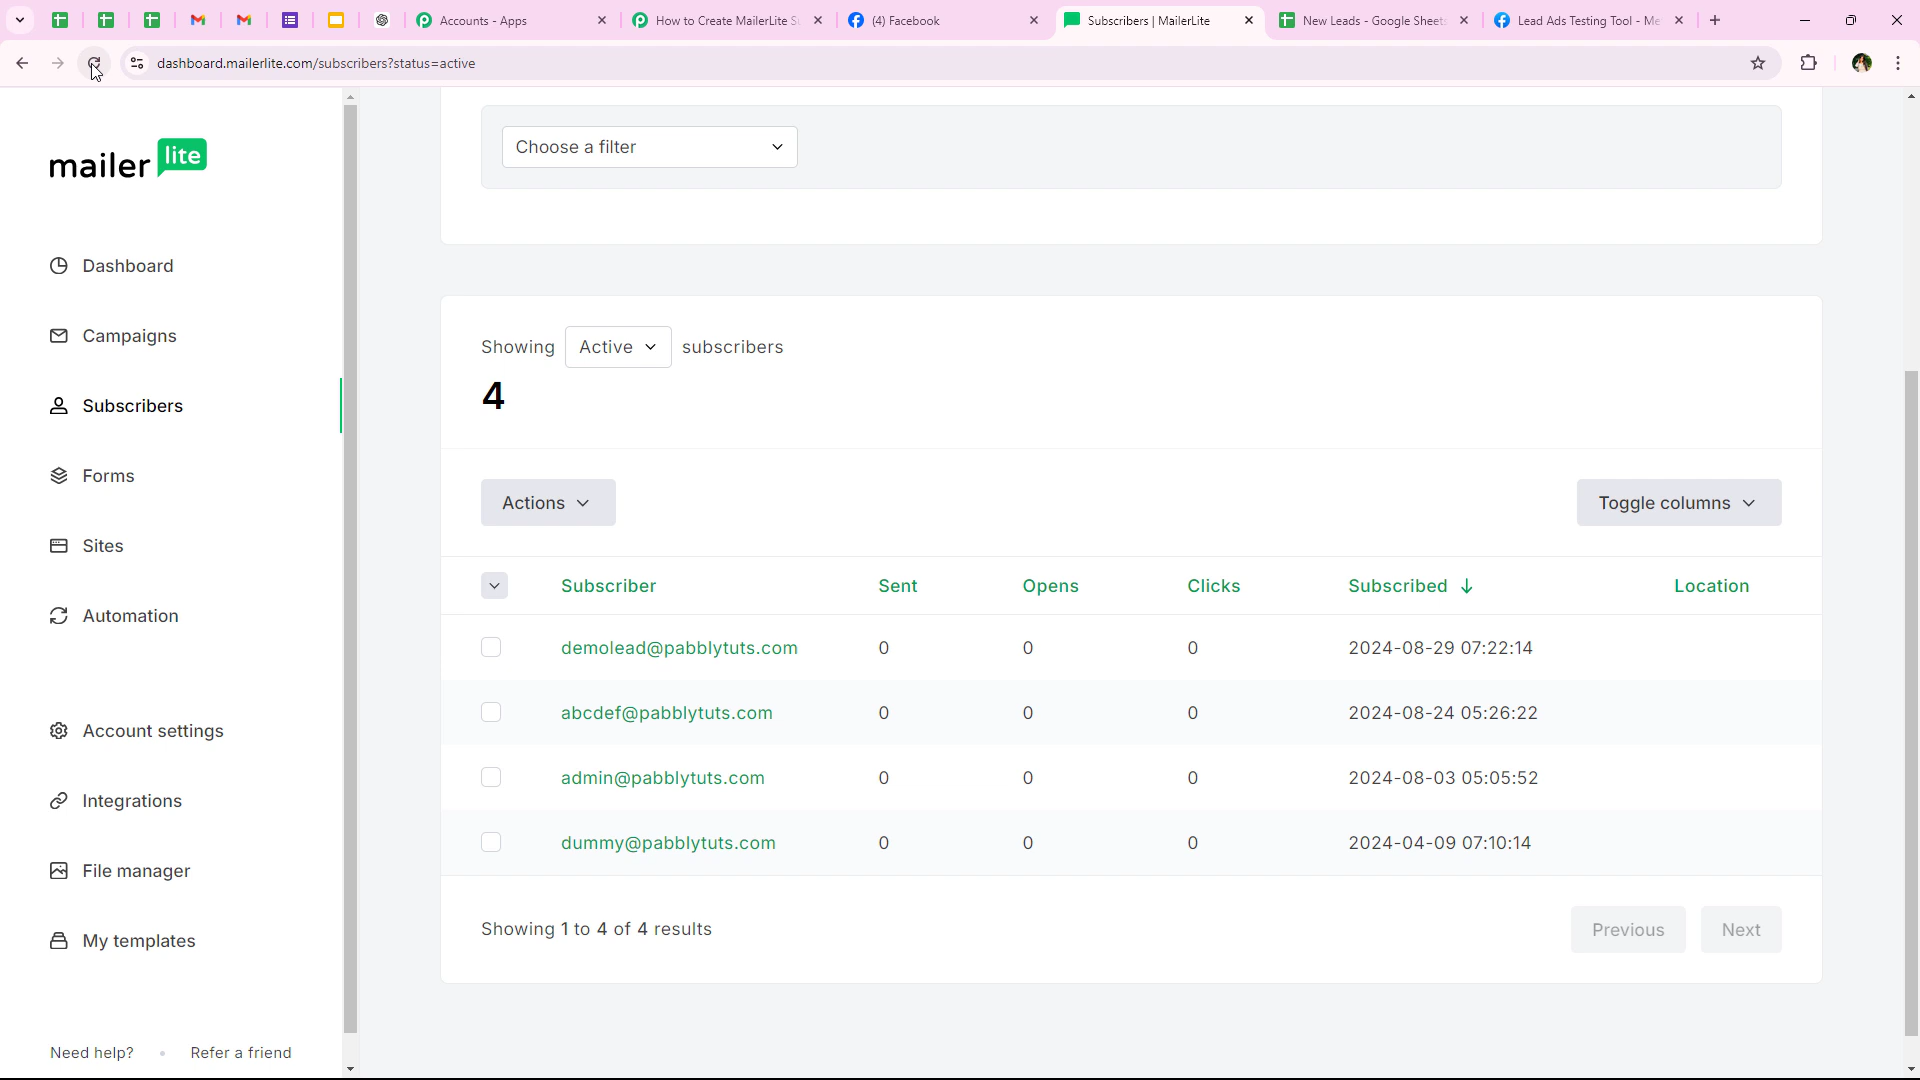 Accounts - Apps
How to Create MailerLite Su
(4) Facebook
Subscribers | MailerLite
New Leads - Google Sheets
Lead Ads Testing Tool - Me
dashboard.mailerlite.com/subscribers?status=active
mailer lite
Dashboard
Campaigns
Subscribers
Forms
Sites
Automation
Account settings
Integrations
File manager
My templates
Need help? • Refer a friend
Choose a filter
Showing Active subscribers
4
Actions
Toggle columns
Subscriber Sent Opens Clicks Subscribed ↓ Location
demolead@pabblytuts.com 0 0 0 2024-08-29 07:22:14
abcdef@pabblytuts.com 0 0 0 2024-08-24 05:26:22
admin@pabblytuts.com 0 0 0 2024-08-03 05:05:52
dummy@pabblytuts.com 0 0 0 2024-04-09 07:10:14
Showing 1 to 4 of 4 results
Previous Next